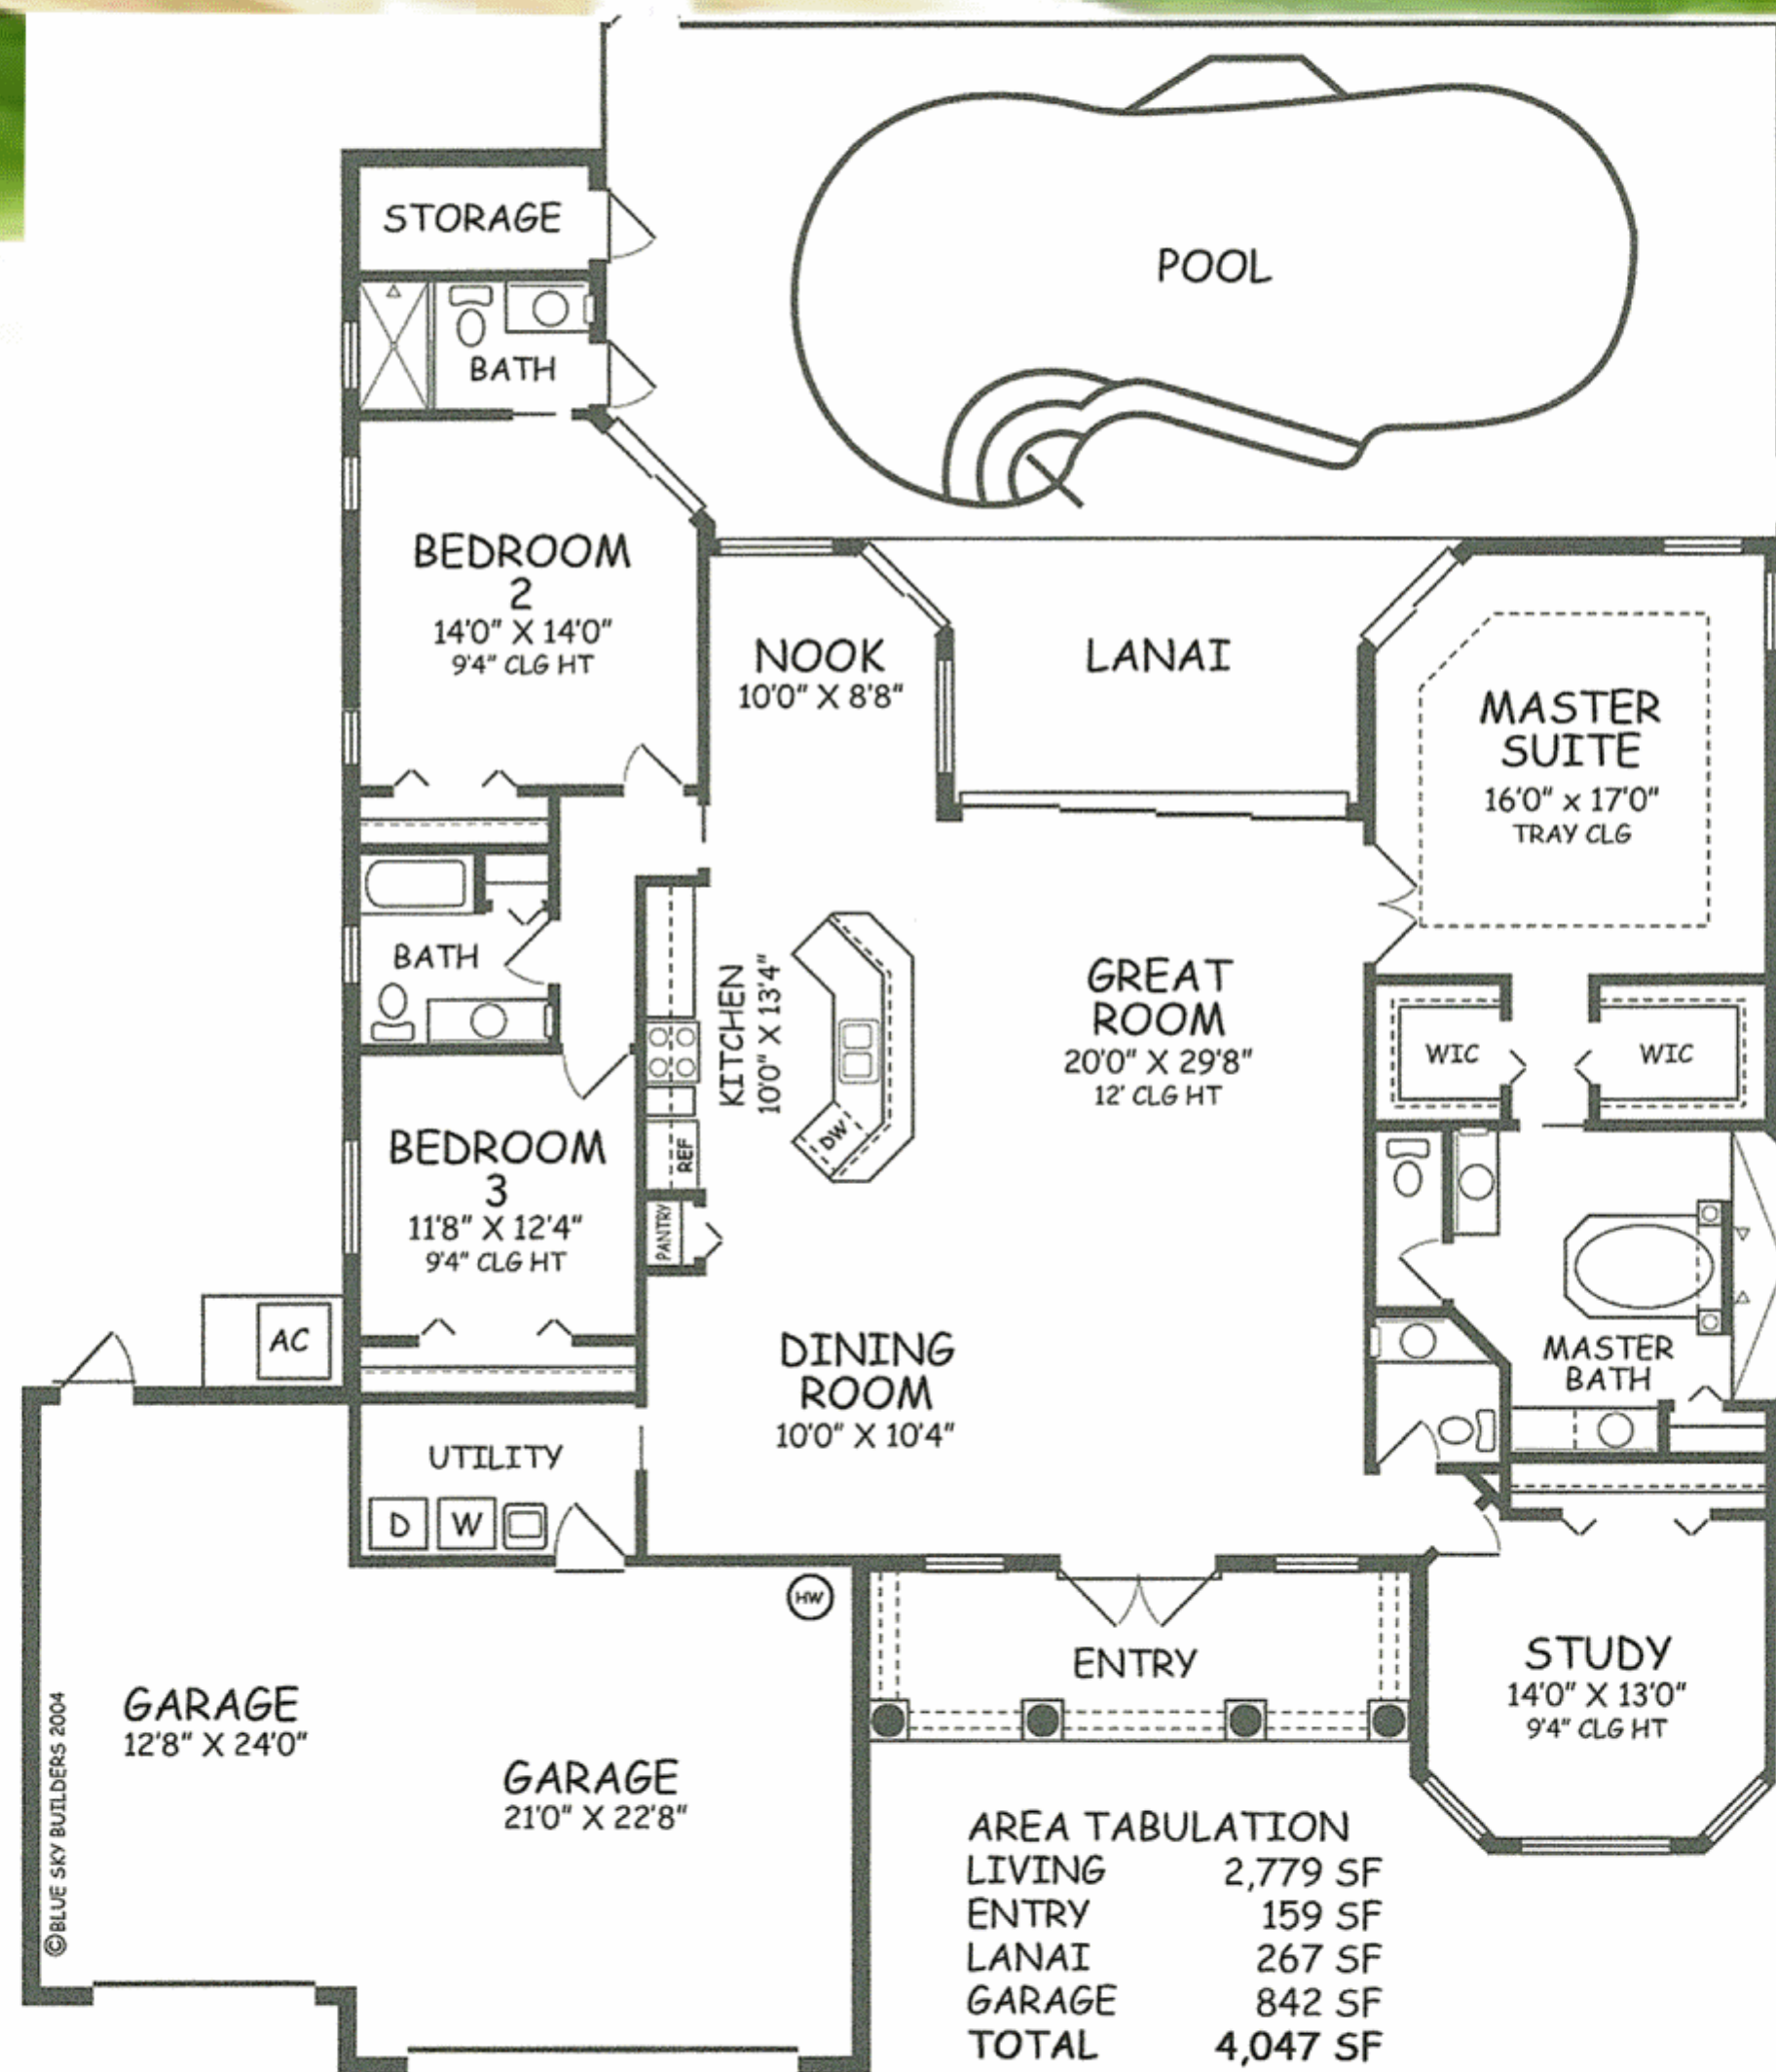 POOL
STORAGE
BATH
BEDROOM
2
14'0" X 14'0"
9'4" CLG HT
NOOK
10'0" X 8'8"
LANAI
MASTER
SUITE
16'0" x 17'0"
TRAY CLG
BATH
KITCHEN
10'0" X 13'4"
DW
REF
PANTRY
GREAT
ROOM
20'0" X 29'8"
12' CLG HT
WIC
WIC
BEDROOM
3
11'8" X 12'4"
9'4" CLG HT
AC
DINING
ROOM
10'0" X 10'4"
MASTER
BATH
UTILITY
D
W
HW
ENTRY
STUDY
14'0" X 13'0"
9'4" CLG HT
GARAGE
12'8" X 24'0"
GARAGE
21'0" X 22'8"
©BLUE SKY BUILDERS 2004
AREA TABULATION
LIVING 2,779 SF
ENTRY 159 SF
LANAI 267 SF
GARAGE 842 SF
TOTAL 4,047 SF